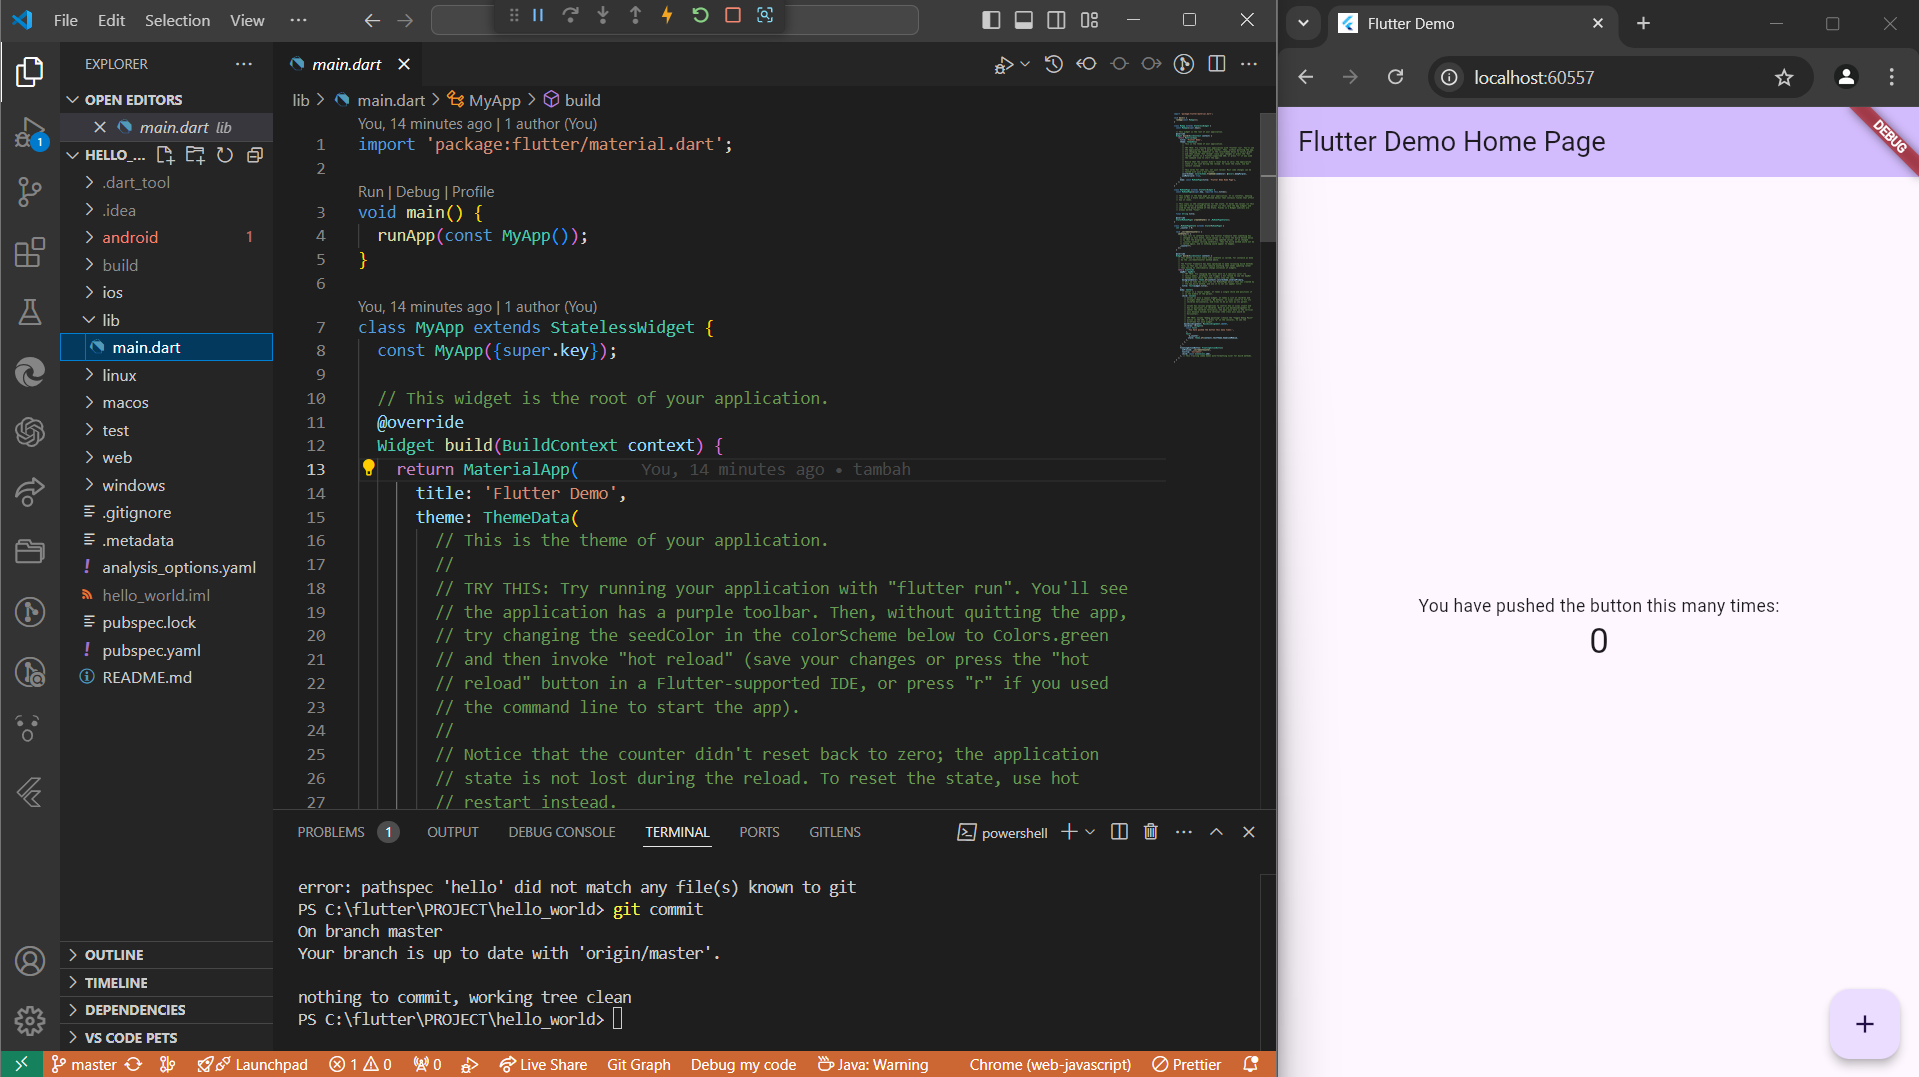 File Edit Selection View
EXPLORER
OPEN EDITORS
main.dart lib
HELLO_...
.dart_tool
.idea
android 1
build
ios
lib
main.dart
linux
macos
test
web
windows
.gitignore
.metadata
analysis_options.yaml
hello_world.iml
pubspec.lock
pubspec.yaml
README.md
OUTLINE
TIMELINE
DEPENDENCIES
VS CODE PETS
1
main.dart
lib > main.dart > MyApp > build
You, 14 minutes ago | 1 author (You)
1 import 'package:flutter/material.dart';
2
Run | Debug | Profile
3 void main() {
4 runApp(const MyApp());
5 }
6
You, 14 minutes ago | 1 author (You)
7 class MyApp extends StatelessWidget {
8 const MyApp({super.key});
9
10 // This widget is the root of your application.
11 @override
12 Widget build(BuildContext context) {
13 return MaterialApp( You, 14 minutes ago • tambah
14 title: 'Flutter Demo',
15 theme: ThemeData(
16 // This is the theme of your application.
17 //
18 // TRY THIS: Try running your application with "flutter run". You'll see
19 // the application has a purple toolbar. Then, without quitting the app,
20 // try changing the seedColor in the colorScheme below to Colors.green
21 // and then invoke "hot reload" (save your changes or press the "hot
22 // reload" button in a Flutter-supported IDE, or press "r" if you used
23 // the command line to start the app).
24 //
25 // Notice that the counter didn't reset back to zero; the application
26 // state is not lost during the reload. To reset the state, use hot
27 // restart instead.
PROBLEMS 1 OUTPUT DEBUG CONSOLE TERMINAL PORTS GITLENS
powershell
error: pathspec 'hello' did not match any file(s) known to git
PS C:\flutter\PROJECT\hello_world> git commit
On branch master
Your branch is up to date with 'origin/master'.
nothing to commit, working tree clean
PS C:\flutter\PROJECT\hello_world>
master Launchpad 1 0 0 Live Share Git Graph Debug my code Java: Warning Chrome (web-javascript) Prettier
Flutter Demo
localhost:60557
Flutter Demo Home Page
DEBUG
You have pushed the button this many times:
0